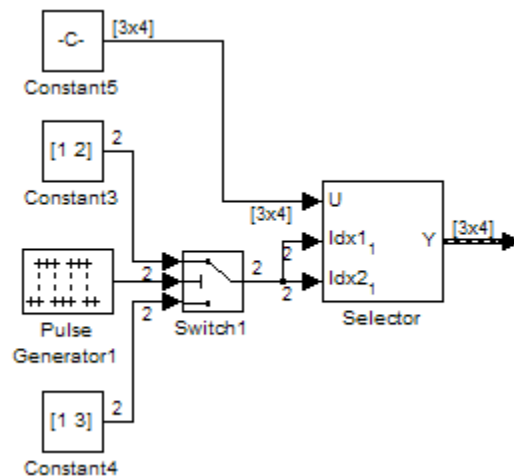 -C-
[3x4]
Constant5
[1 2]
2
Constant3
[3x4]
U
Idx1 1
Idx2 1
Y
[3x4]
Selector
2
2
2
2
2
Switch1
Pulse
Generator1
[1 3]
2
Constant4